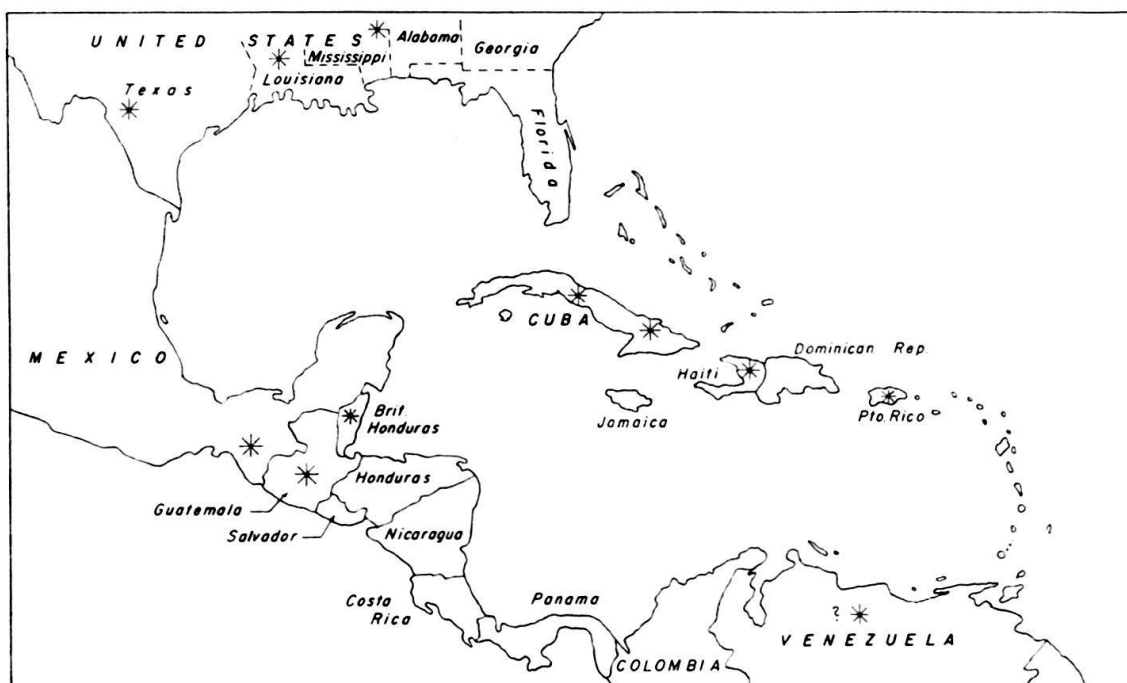 UNITED STATES
Alabama
Georgia
Mississippi
Louisiana
Texas
Florida
CUBA
MEXICO
Dominican Rep.
Haiti
Jamaica
Pto. Rico
Brit.
Honduras
Honduras
Guatemala
Salvador
Nicaragua
Costa
Rica
Panama
?
VENEZUELA
COLOMBIA